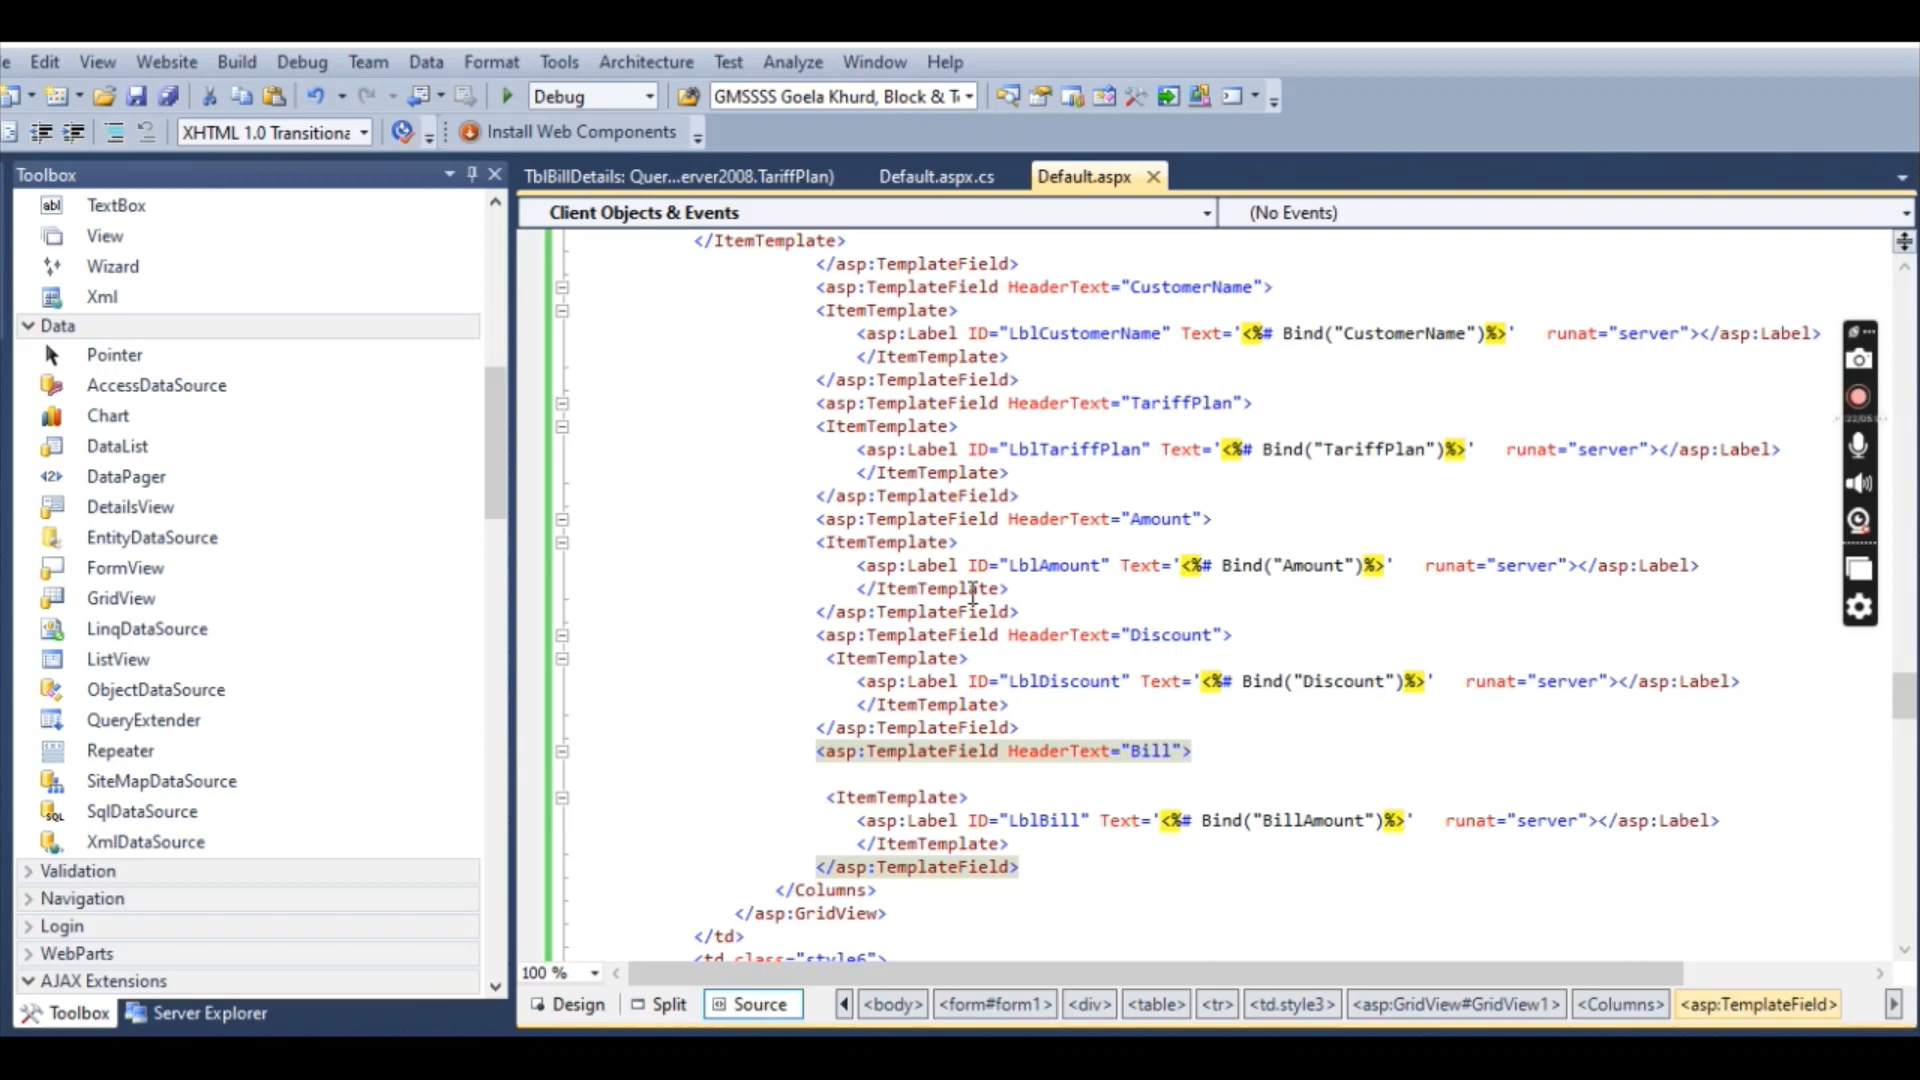 e Edit View Website Build Debug Team Data Format Tools Architecture Test Analyze Window Help
Debug GMSSSS Goela Khurd, Block & T
XHTML 1.0 Transitiona Install Web Components
Toolbox
TblBillDetails: Quer...erver2008.TariffPlan) Default.aspx.cs Default.aspx
Client Objects & Events (No Events)
TextBox
View
Wizard
Xml
Data
Pointer
AccessDataSource
Chart
DataList
DataPager
DetailsView
EntityDataSource
FormView
GridView
LinqDataSource
ListView
ObjectDataSource
QueryExtender
Repeater
SiteMapDataSource
SqlDataSource
XmlDataSource
Validation
Navigation
Login
WebParts
AJAX Extensions
Toolbox Server Explorer
</ItemTemplate>
</asp:TemplateField>
<asp:TemplateField HeaderText="CustomerName">
<ItemTemplate>
<asp:Label ID="LblCustomerName" Text='<%# Bind("CustomerName")%>' runat="server"></asp:Label>
</ItemTemplate>
</asp:TemplateField>
<asp:TemplateField HeaderText="TariffPlan">
<ItemTemplate>
<asp:Label ID="LblTariffPlan" Text='<%# Bind("TariffPlan")%>' runat="server"></asp:Label>
</ItemTemplate>
</asp:TemplateField>
<asp:TemplateField HeaderText="Amount">
<ItemTemplate>
<asp:Label ID="LblAmount" Text='<%# Bind("Amount")%>' runat="server"></asp:Label>
</ItemTemplate>
</asp:TemplateField>
<asp:TemplateField HeaderText="Discount">
<ItemTemplate>
<asp:Label ID="LblDiscount" Text='<%# Bind("Discount")%>' runat="server"></asp:Label>
</ItemTemplate>
</asp:TemplateField>
<asp:TemplateField HeaderText="Bill">
<ItemTemplate>
<asp:Label ID="LblBill" Text='<%# Bind("BillAmount")%>' runat="server"></asp:Label>
</ItemTemplate>
</asp:TemplateField>
</Columns>
</asp:GridView>
</td>
<td class="style6">
100 %
Design Split Source <body> <form#form1> <div> <table> <tr> <td.style3> <asp:GridView#GridView1> <Columns> <asp:TemplateField>